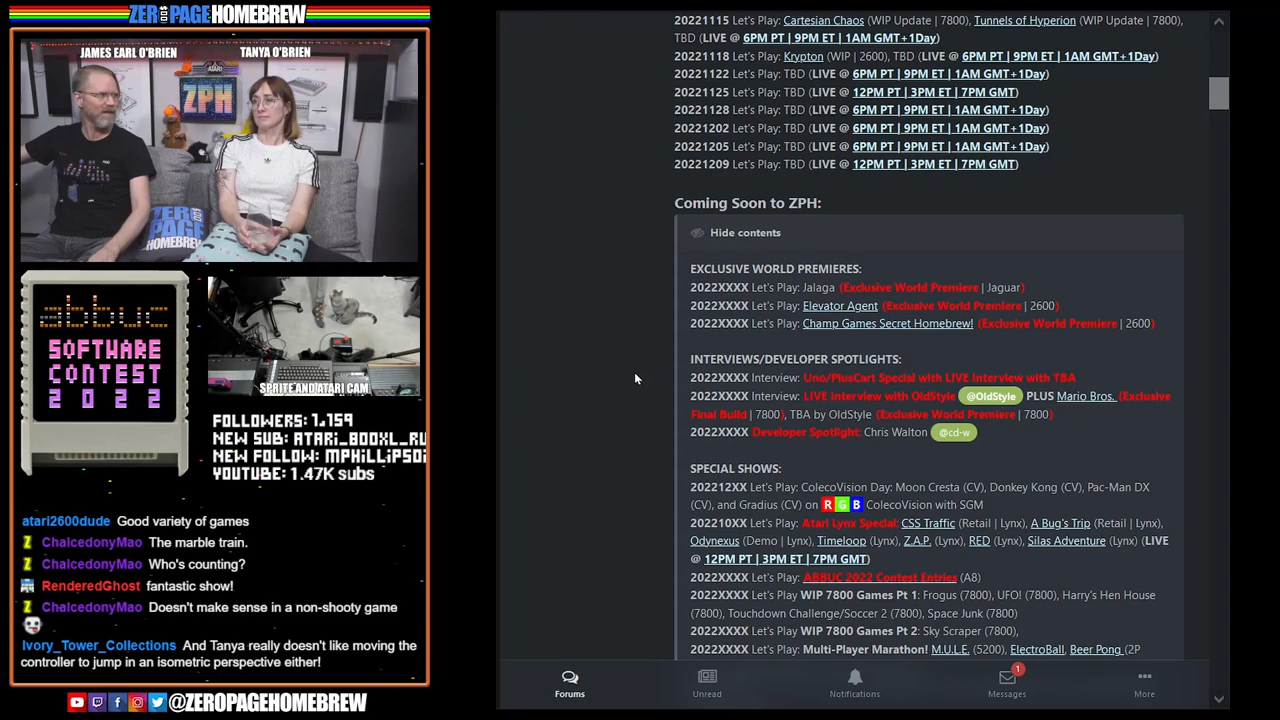 ZERO PAGE HOMEBREW
JAMES EARL O'BRIEN
TANYA O'BRIEN
ATARI
ZPH
ZERO
PAGE
HOMEBREW
abbuc
SOFTWARE
CONTEST
2022
SPRITE AND ATARI CAM
FOLLOWERS: 1,159
NEW SUB: ATARI_800XL_RU
NEW FOLLOW: MPHILLIPSOI
YOUTUBE: 1.47K subs
atari2600dude Good variety of games
ChalcedonyMao The marble train.
ChalcedonyMao Who's counting?
RenderedGhost fantastic show!
ChalcedonyMao Doesn't make sense in a non-shooty game
Ivory_Tower_Collections And Tanya really doesn't like moving the
controller to jump in an isometric perspective either!
@ZEROPAGEHOMEBREW
20221115 Let's Play: Cartesian Chaos (WIP Update | 7800), Tunnels of Hyperion (WIP Update | 7800),
TBD (LIVE @ 6PM PT | 9PM ET | 1AM GMT+1Day)
20221118 Let's Play: Krypton (WIP | 2600), TBD (LIVE @ 6PM PT | 9PM ET | 1AM GMT+1Day)
20221122 Let's Play: TBD (LIVE @ 6PM PT | 9PM ET | 1AM GMT+1Day)
20221125 Let's Play: TBD (LIVE @ 12PM PT | 3PM ET | 7PM GMT)
20221128 Let's Play: TBD (LIVE @ 6PM PT | 9PM ET | 1AM GMT+1Day)
20221202 Let's Play: TBD (LIVE @ 6PM PT | 9PM ET | 1AM GMT+1Day)
20221205 Let's Play: TBD (LIVE @ 6PM PT | 9PM ET | 1AM GMT+1Day)
20221209 Let's Play: TBD (LIVE @ 12PM PT | 3PM ET | 7PM GMT)
Coming Soon to ZPH:
Hide contents
EXCLUSIVE WORLD PREMIERES:
2022XXXX Let's Play: Jalaga (Exclusive World Premiere | Jaguar)
2022XXXX Let's Play: Elevator Agent (Exclusive World Premiere | 2600)
2022XXXX Let's Play: Champ Games Secret Homebrew! (Exclusive World Premiere | 2600)
INTERVIEWS/DEVELOPER SPOTLIGHTS:
2022XXXX Interview: Uno/PlusCart Special with LIVE Interview with TBA
2022XXXX Interview: LIVE Interview with OldStyle @OldStyle PLUS Mario Bros. (Exclusive
Final Build | 7800), TBA by OldStyle (Exclusive World Premiere | 7800)
2022XXXX Developer Spotlight: Chris Walton @cd-w
SPECIAL SHOWS:
202212XX Let's Play: ColecoVision Day: Moon Cresta (CV), Donkey Kong (CV), Pac-Man DX
(CV), and Gradius (CV) on R G B ColecoVision with SGM
202210XX Let's Play: Atari Lynx Special: CSS Traffic (Retail | Lynx), A Bug's Trip (Retail | Lynx),
Odynexus (Demo | Lynx), Timeloop (Lynx), Z.A.P. (Lynx), RED (Lynx), Silas Adventure (Lynx) (LIVE
@ 12PM PT | 3PM ET | 7PM GMT)
2022XXXX Let's Play: ABBUC 2022 Contest Entries (A8)
2022XXXX Let's Play WIP 7800 Games Pt 1: Frogus (7800), UFO! (7800), Harry's Hen House
(7800), Touchdown Challenge/Soccer 2 (7800), Space Junk (7800)
2022XXXX Let's Play WIP 7800 Games Pt 2: Sky Scraper (7800),
2022XXXX Let's Play: Multi-Player Marathon! M.U.L.E. (5200), ElectroBall, Beer Pong (2P
Forums
Unread
Notifications
1
Messages
More